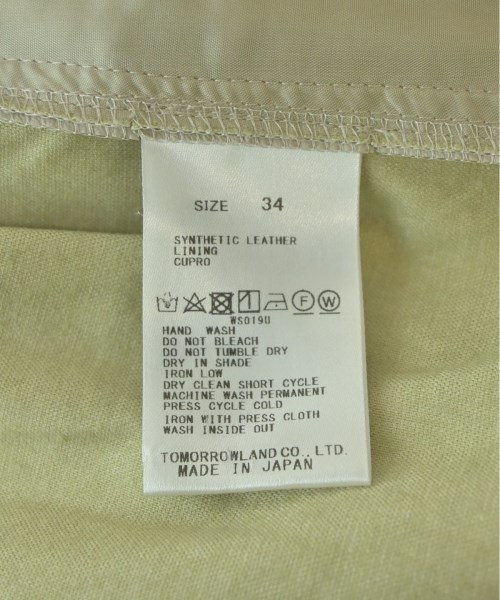 SIZE 34
SYNTHETIC LEATHER
LINING
CUPRO
F W
WS019U
HAND WASH
DO NOT BLEACH
DO NOT TUMBLE DRY
DRY IN SHADE
IRON LOW
DRY CLEAN SHORT CYCLE
MACHINE WASH PERMANENT
PRESS CYCLE COLD
IRON WITH PRESS CLOTH
WASH INSIDE OUT
TOMORROWLAND CO., LTD.
MADE IN JAPAN